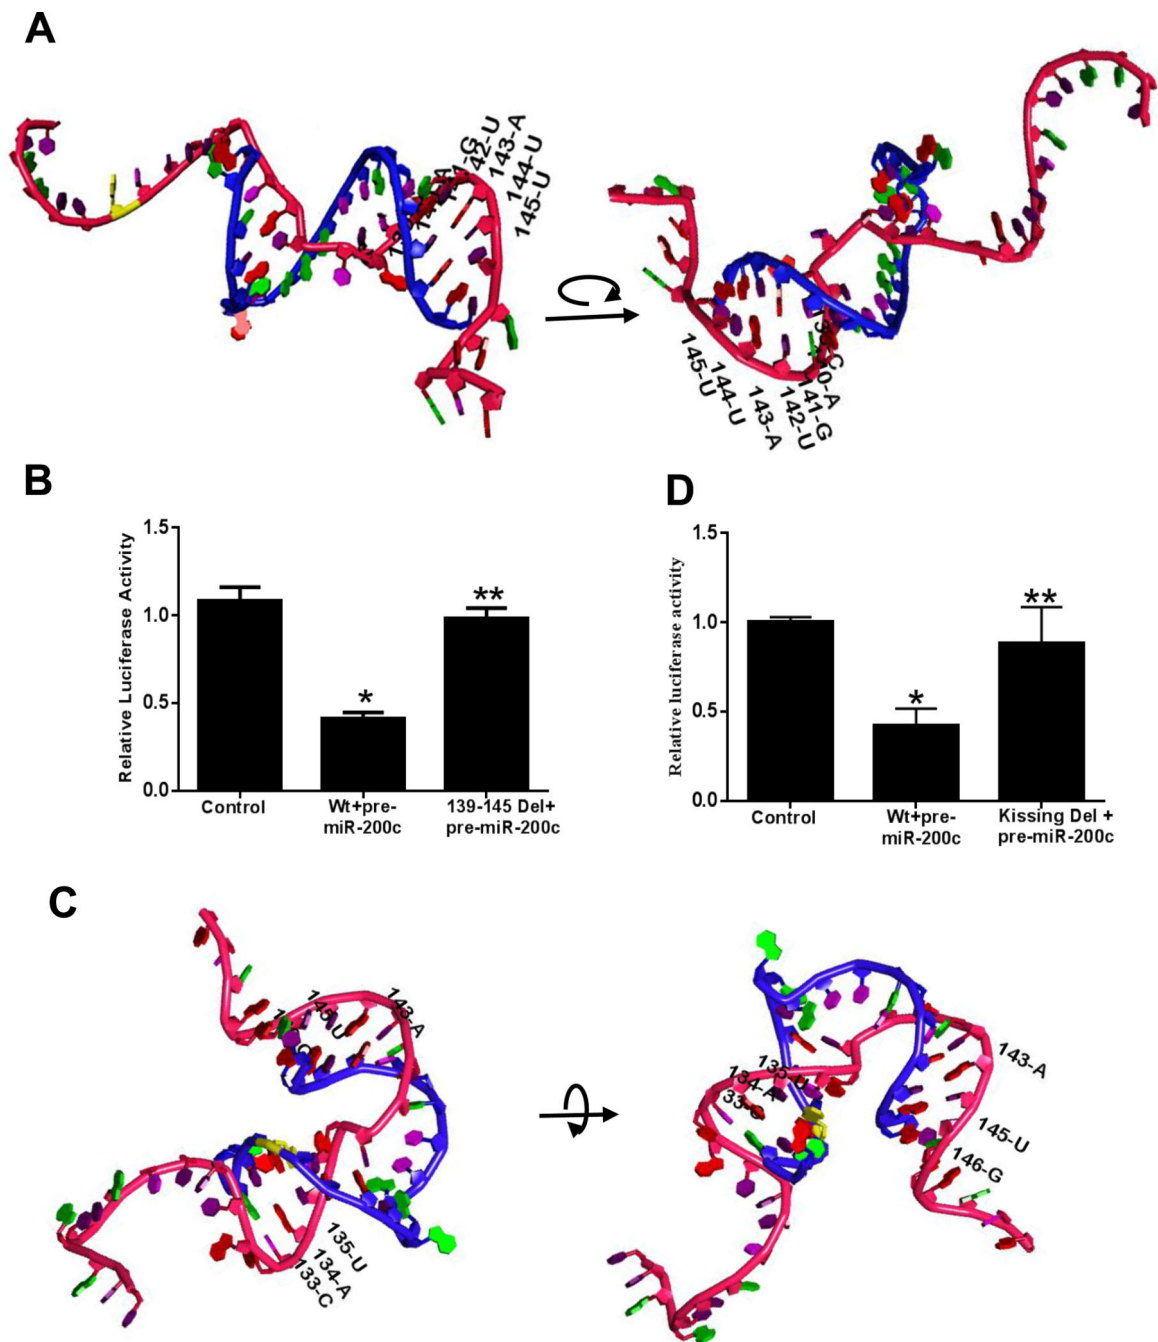 A
142-U
143-A
144-U
145-U
145-U
144-U
143-A
142-U
141-G
B
Relative Luciferase Activity
1.5
1.0
0.5
0.0
*
**
Control
Wt+pre-
miR-200c
139-145 Del+
pre-miR-200c
D
Relative luciferase activity
1.5
1.0
0.5
0.0
*
**
Control
Wt+pre-
miR-200c
Kissing Del +
pre-miR-200c
C
145-U
143-A
135-U
134-A
133-C
135-U
134-A
33-C
143-A
145-U
146-G